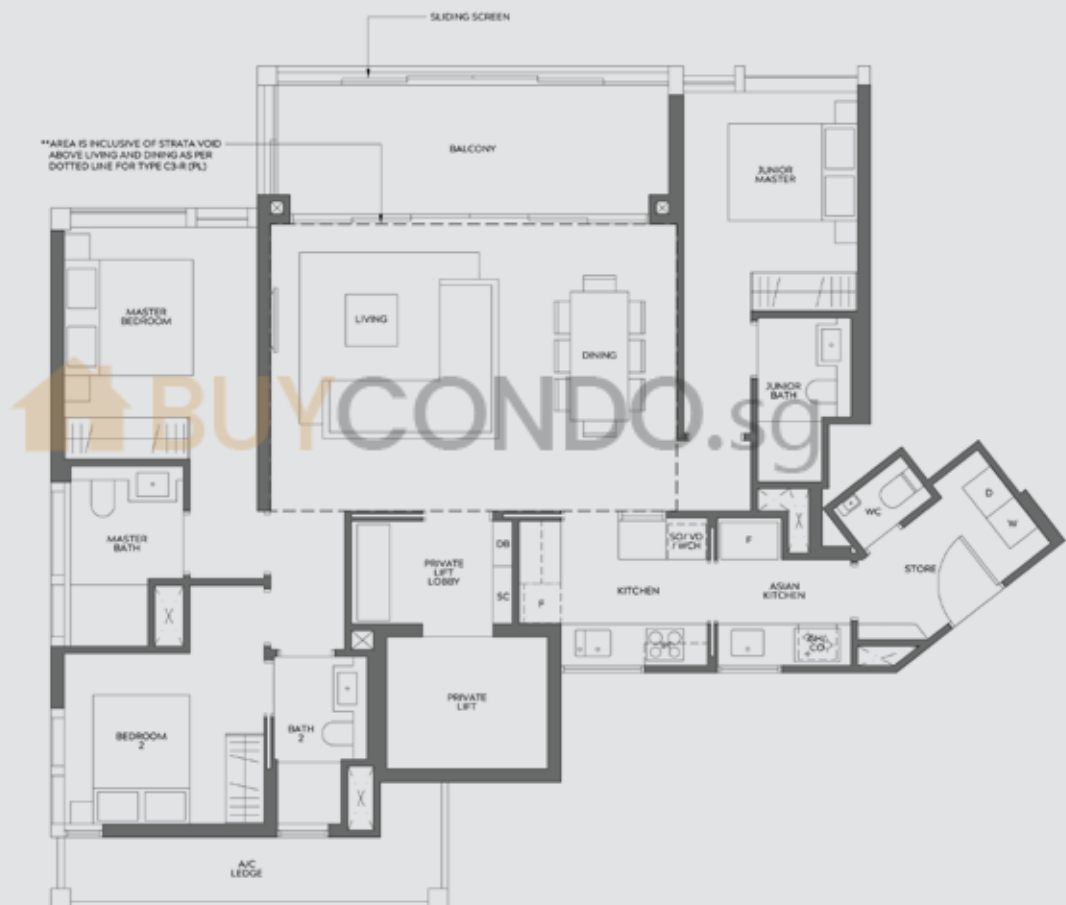 SLIDING SCREEN
**AREA IS INCLUSIVE OF STRATA VOID
ABOVE LIVING AND DINING AS PER
DOTTED LINE FOR TYPE C3-R (PL)
BALCONY
JUNIOR
MASTER
MASTER
BEDROOM
LIVING
DINING
JUNIOR
BATH
BUYCONDO.sg
MASTER
BATH
WC
D
W
STORE
DB
SC
PRIVATE
LIFT
LOBBY
F
KITCHEN
SO/VD
/WCH
F
ASIAN
KITCHEN
PRIVATE
LIFT
BEDROOM
2
BATH
2
A/C
LEDGE